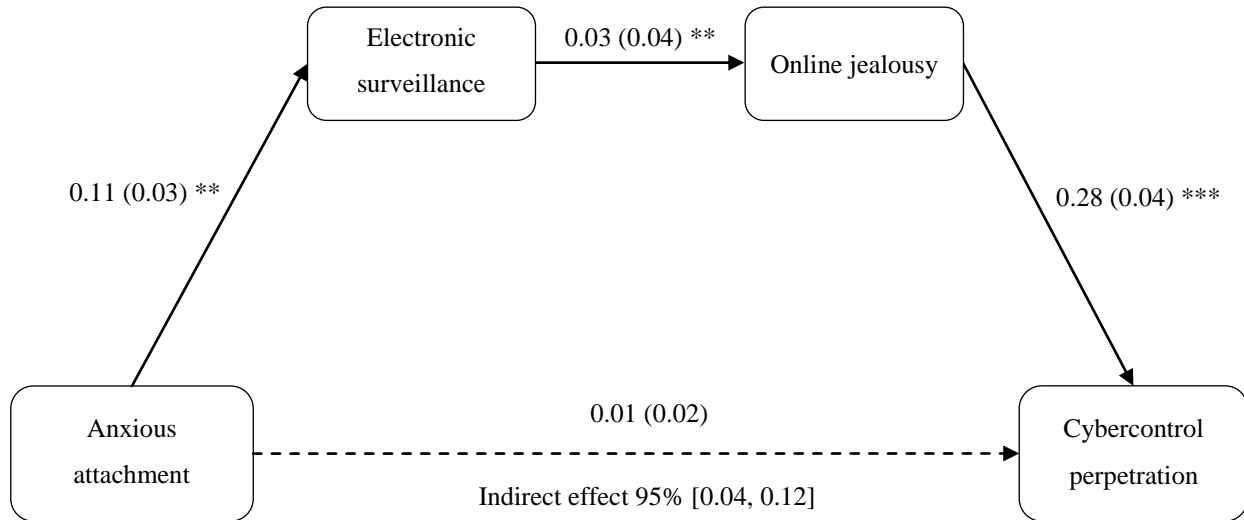 Electronic
surveillance
0.03 (0.04) **
Online jealousy
0.11 (0.03) **
0.28 (0.04) ***
Anxious
attachment
0.01 (0.02)
Indirect effect 95% [0.04, 0.12]
Cybercontrol
perpetration